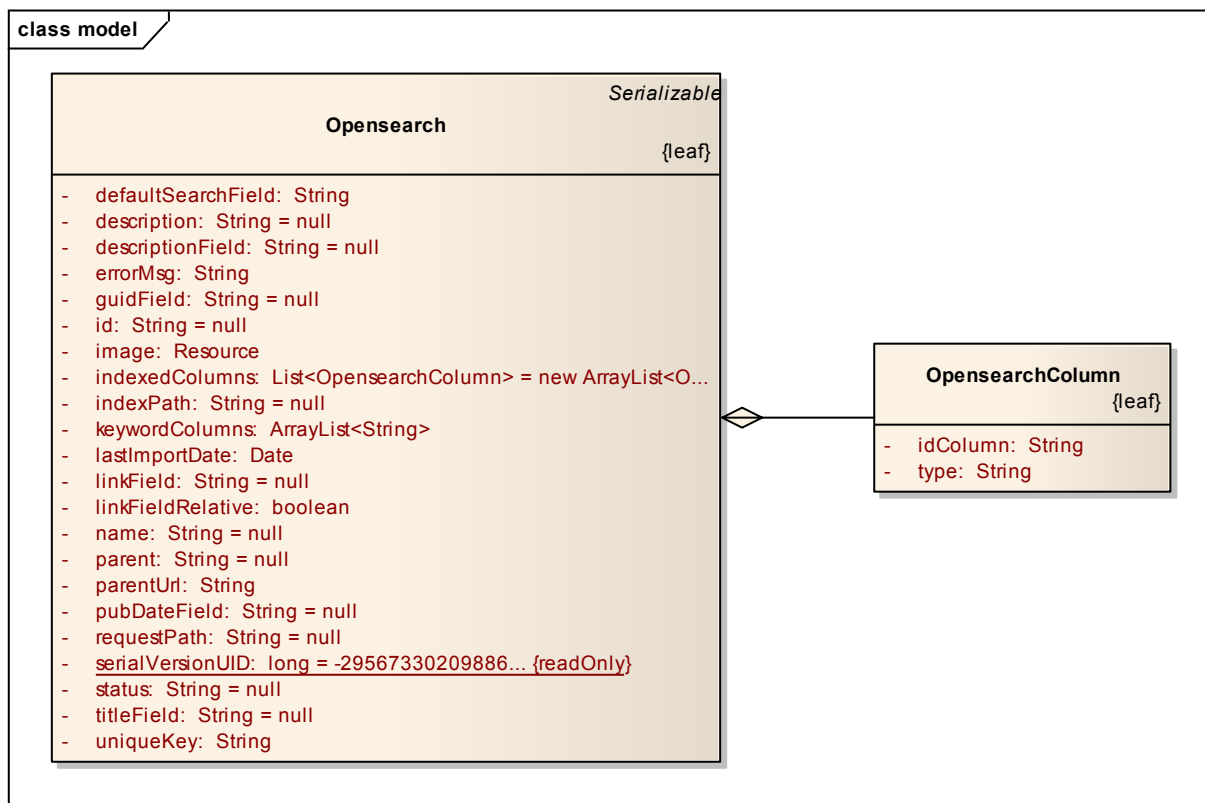 class model
Serializable
Opensearch
{leaf}
- defaultSearchField: String
- description: String = null
- descriptionField: String = null
- errorMsg: String
- guidField: String = null
- id: String = null
- image: Resource
- indexedColumns: List<OpensearchColumn> = new ArrayList<O...
- indexPath: String = null
- keywordColumns: ArrayList<String>
- lastImportDate: Date
- linkField: String = null
- linkFieldRelative: boolean
- name: String = null
- parent: String = null
- parentUrl: String
- pubDateField: String = null
- requestPath: String = null
- serialVersionUID: long = -29567330209886... {readOnly}
- status: String = null
- titleField: String = null
- uniqueKey: String
OpensearchColumn
{leaf}
- idColumn: String
- type: String